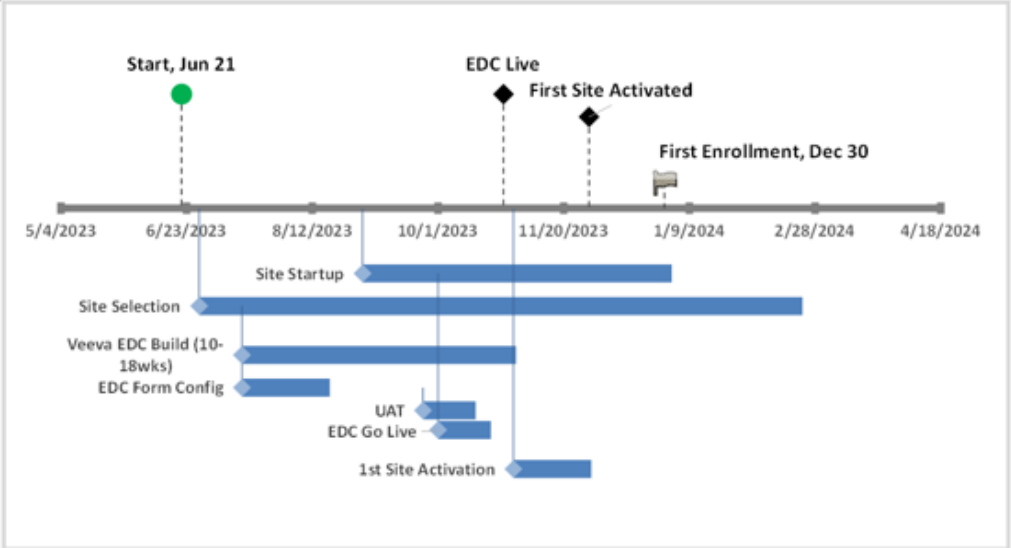 Start, Jun 21
EDC Live
First Site Activated
First Enrollment, Dec 30
5/4/2023
6/23/2023
8/12/2023
10/1/2023
11/20/2023
1/9/2024
2/28/2024
4/18/2024
Site Startup
Site Selection
Veeva EDC Build (10-
18wks)
EDC Form Config
UAT
EDC Go Live
1st Site Activation